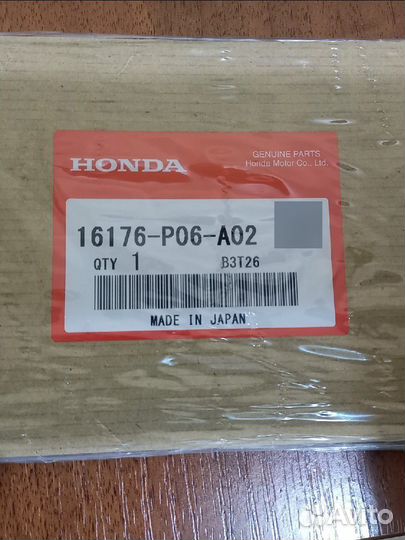 HONDA
GENUINE PARTS
Honda Motor Co., Ltd.
16176-P06-A02
QTY 1 B3T26
MADE IN JAPAN
Avito